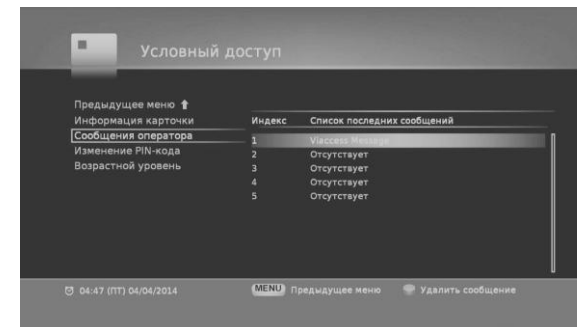 Условный доступ
Предыдущее меню
Информация карточки
Сообщения оператора
Изменение PIN-кода
Возрастной уровень
Индекс Список последних сообщений
1 Viaccess Message
2 Отсутствует
3 Отсутствует
4 Отсутствует
5 Отсутствует
04:47 (ПТ) 04/04/2014 MENU Предыдущее меню Удалить сообщение